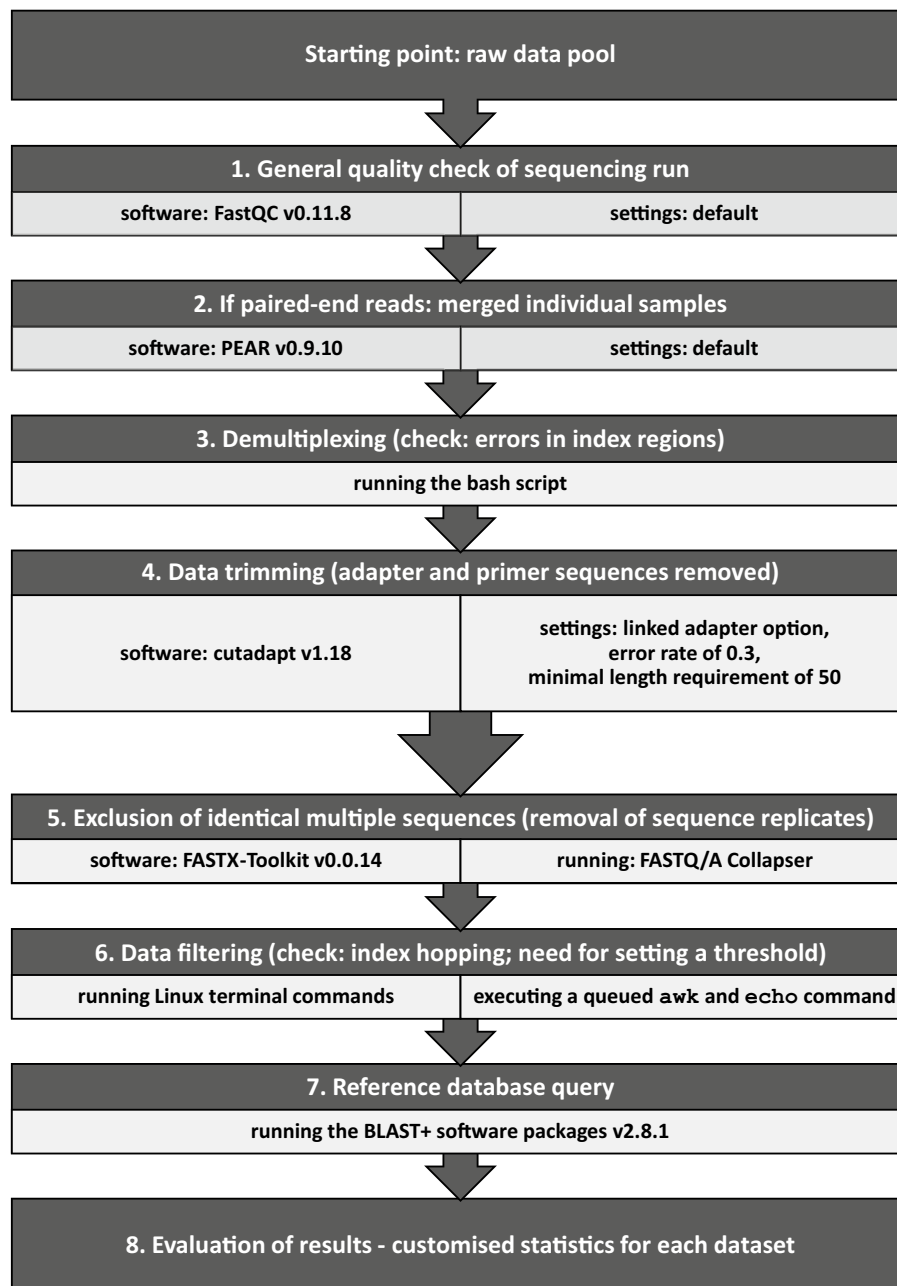 Starting point: raw data pool
1. General quality check of sequencing run
software: FastQC v0.11.8
settings: default
2. If paired-end reads: merged individual samples
software: PEAR v0.9.10
settings: default
3. Demultiplexing (check: errors in index regions)
running the bash script
4. Data trimming (adapter and primer sequences removed)
software: cutadapt v1.18
settings: linked adapter option,
error rate of 0.3,
minimal length requirement of 50
5. Exclusion of identical multiple sequences (removal of sequence replicates)
software: FASTX-Toolkit v0.0.14
running: FASTQ/A Collapser
6. Data filtering (check: index hopping; need for setting a threshold)
running Linux terminal commands
executing a queued awk and echo command
7. Reference database query
running the BLAST+ software packages v2.8.1
8. Evaluation of results - customised statistics for each dataset